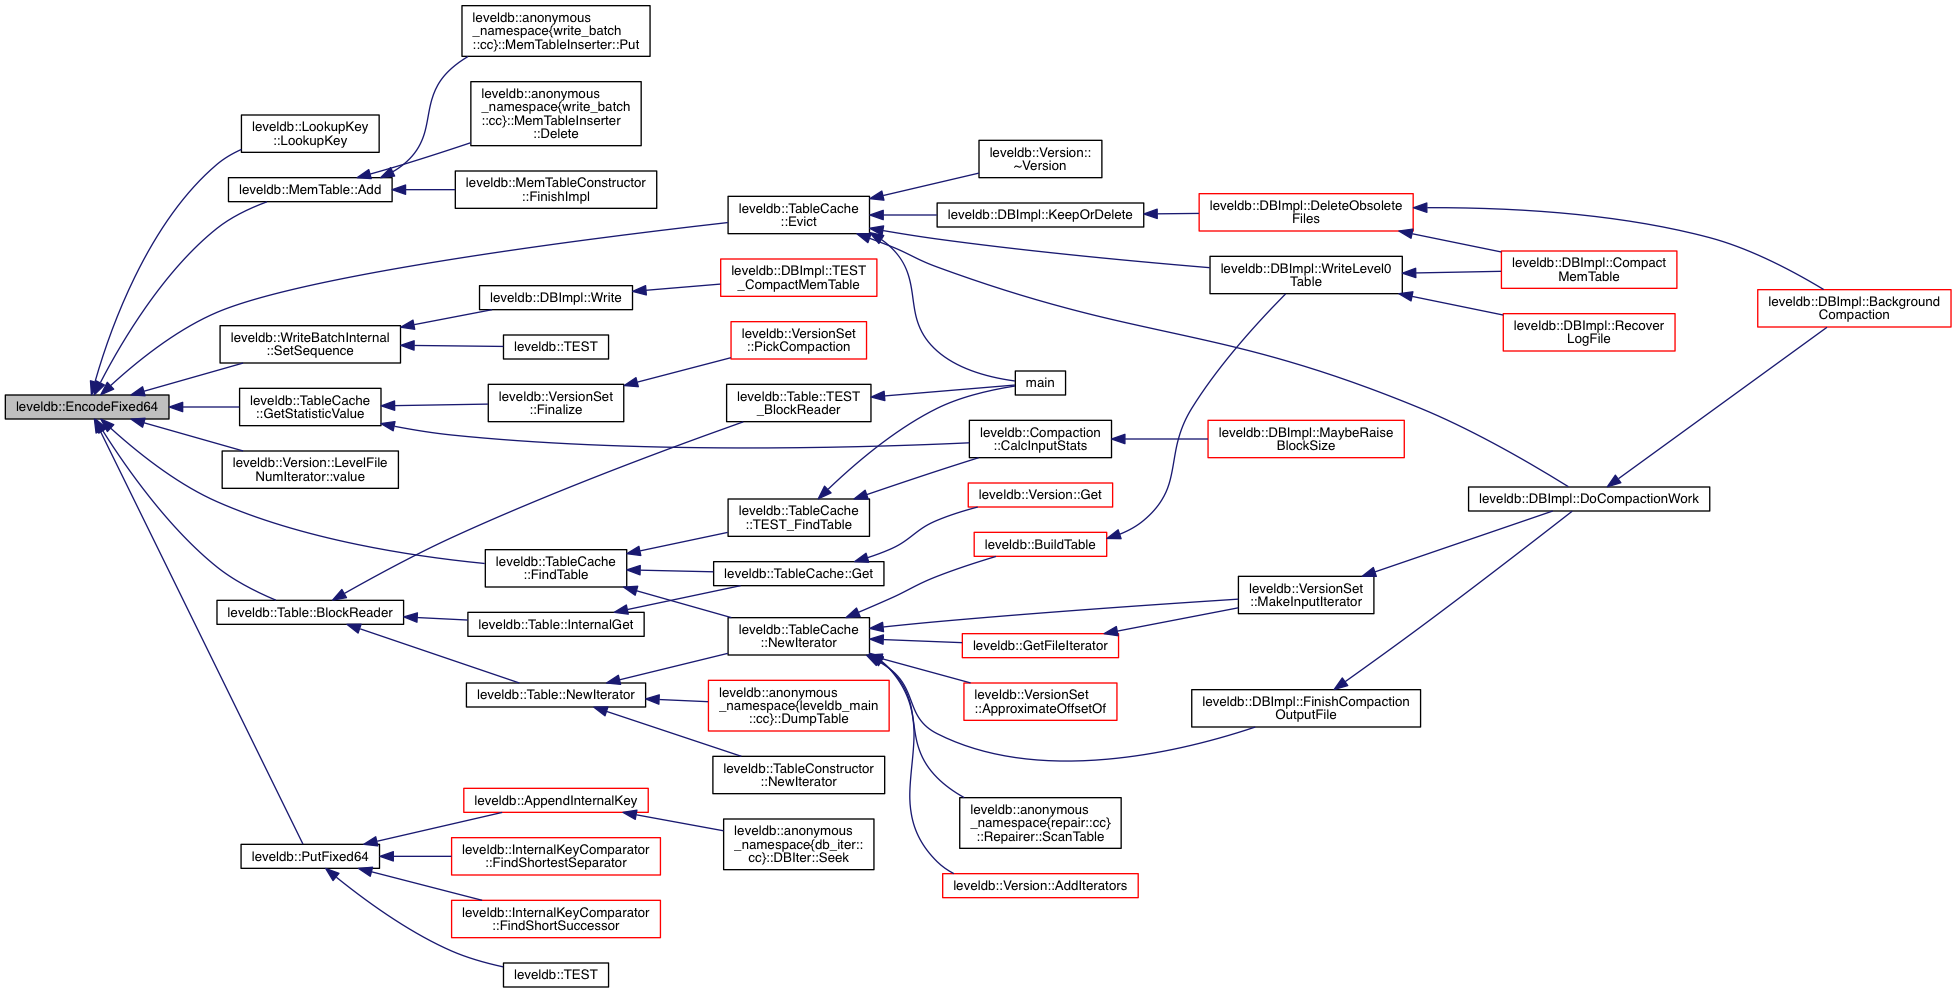 leveldb::EncodeFixed64
leveldb::LookupKey
::LookupKey
leveldb::MemTable::Add
leveldb::anonymous
_namespace{write_batch
::cc}::MemTableInserter::Put
leveldb::anonymous
_namespace{write_batch
::cc}::MemTableInserter
::Delete
leveldb::MemTableConstructor
::FinishImpl
leveldb::TableCache
::Evict
leveldb::Version::
~Version
leveldb::DBImpl::KeepOrDelete
leveldb::DBImpl::DeleteObsolete
Files
leveldb::DBImpl::WriteLevel0
Table
leveldb::DBImpl::Compact
MemTable
leveldb::DBImpl::Recover
LogFile
leveldb::DBImpl::Background
Compaction
leveldb::WriteBatchInternal
::SetSequence
leveldb::DBImpl::Write
leveldb::DBImpl::TEST
_CompactMemTable
leveldb::TEST
leveldb::TableCache
::GetStatisticValue
leveldb::VersionSet
::Finalize
leveldb::VersionSet
::PickCompaction
leveldb::Table::TEST
_BlockReader
main
leveldb::Compaction
::CalcInputStats
leveldb::DBImpl::MaybeRaise
BlockSize
leveldb::Version::LevelFile
NumIterator::value
leveldb::TableCache
::TEST_FindTable
leveldb::Version::Get
leveldb::DBImpl::DoCompactionWork
leveldb::TableCache
::FindTable
leveldb::BuildTable
leveldb::TableCache::Get
leveldb::VersionSet
::MakeInputIterator
leveldb::Table::BlockReader
leveldb::Table::InternalGet
leveldb::TableCache
::NewIterator
leveldb::GetFileIterator
leveldb::Table::NewIterator
leveldb::anonymous
_namespace{leveldb_main
::cc}::DumpTable
leveldb::VersionSet
::ApproximateOffsetOf
leveldb::DBImpl::FinishCompaction
OutputFile
leveldb::TableConstructor
::NewIterator
leveldb::anonymous
_namespace{repair::cc}
::Repairer::ScanTable
leveldb::Version::AddIterators
leveldb::PutFixed64
leveldb::AppendInternalKey
leveldb::anonymous
_namespace{db_iter::
cc}::DBIter::Seek
leveldb::InternalKeyComparator
::FindShortestSeparator
leveldb::InternalKeyComparator
::FindShortSuccessor
leveldb::TEST